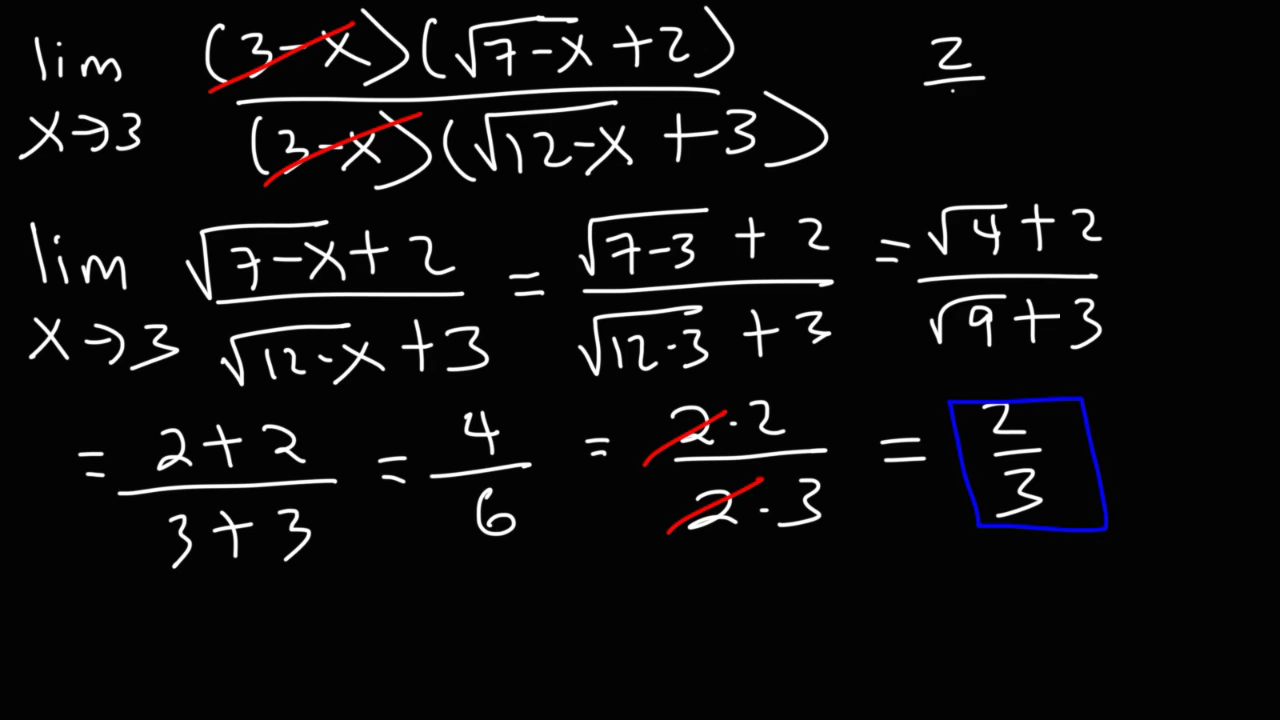 lim x→3 (3-x)(√(7-x) + 2) / (3-x)(√(12-x) + 3) 2/
lim x→3 (√(7-x) + 2) / (√(12-x) + 3) = (√(7-3) + 2) / (√(12-3) + 3) = (√4 + 2) / (√9 + 3)
= (2+2) / (3+3) = 4/6 = (2·2) / (2·3) = 2/3